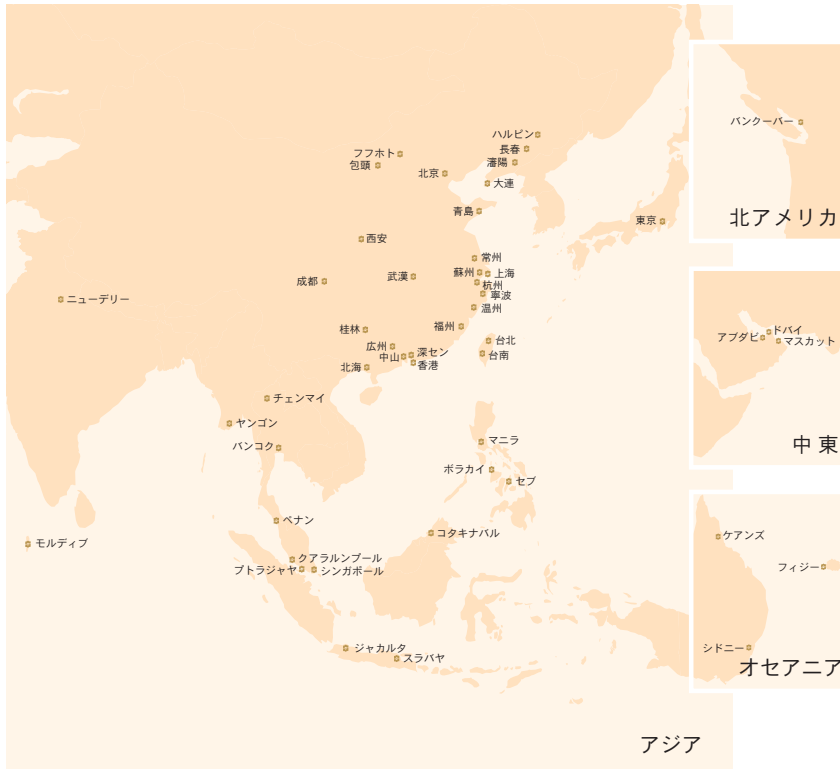 ハルビン
長春
フフホト
瀋陽
包頭
北京
大連
青島
東京
西安
常州
蘇州
上海
武漢
成都
杭州
寧波
ニューデリー
温州
福州
桂林
台北
広州
深セン
台南
中山
香港
北海
チェンマイ
ヤンゴン
マニラ
バンコク
ボラカイ
セブ
ペナン
コタキナバル
モルディブ
クアラルンプール
プトラジャヤ
シンガポール
ジャカルタ
スラバヤ
アジア
バンクーバー
北アメリカ
ドバイ
アブダビ
マスカット
中 東
ケアンズ
フィジー
シドニー
オセアニア